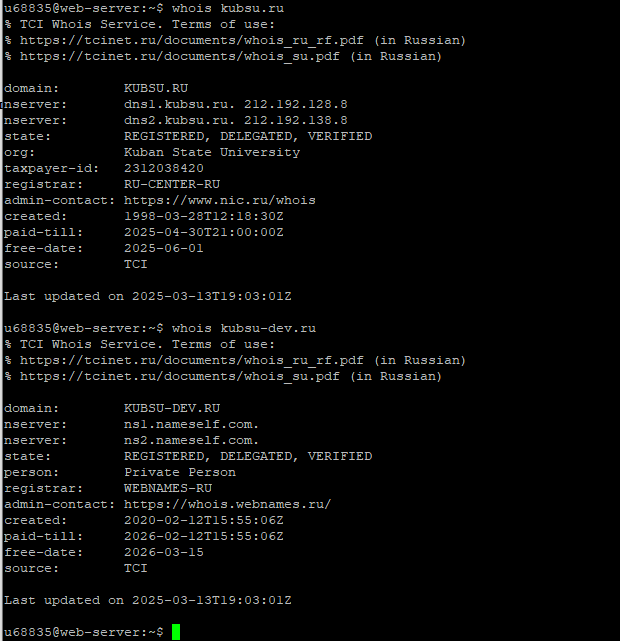 u68835@web-server:~$ whois kubsu.ru
% TCI Whois Service. Terms of use:
% https://tcinet.ru/documents/whois_ru_rf.pdf (in Russian)
% https://tcinet.ru/documents/whois_su.pdf (in Russian)
domain:        KUBSU.RU
nserver:       dns1.kubsu.ru. 212.192.128.8
nserver:       dns2.kubsu.ru. 212.192.138.8
state:         REGISTERED, DELEGATED, VERIFIED
org:           Kuban State University
taxpayer-id:   2312038420
registrar:     RU-CENTER-RU
admin-contact: https://www.nic.ru/whois
created:       1998-03-28T12:18:30Z
paid-till:     2025-04-30T21:00:00Z
free-date:     2025-06-01
source:        TCI
Last updated on 2025-03-13T19:03:01Z
u68835@web-server:~$ whois kubsu-dev.ru
% TCI Whois Service. Terms of use:
% https://tcinet.ru/documents/whois_ru_rf.pdf (in Russian)
% https://tcinet.ru/documents/whois_su.pdf (in Russian)
domain:        KUBSU-DEV.RU
nserver:       ns1.nameself.com.
nserver:       ns2.nameself.com.
state:         REGISTERED, DELEGATED, VERIFIED
person:        Private Person
registrar:     WEBNAMES-RU
admin-contact: https://whois.webnames.ru/
created:       2020-02-12T15:55:06Z
paid-till:     2026-02-12T15:55:06Z
free-date:     2026-03-15
source:        TCI
Last updated on 2025-03-13T19:03:01Z
u68835@web-server:~$